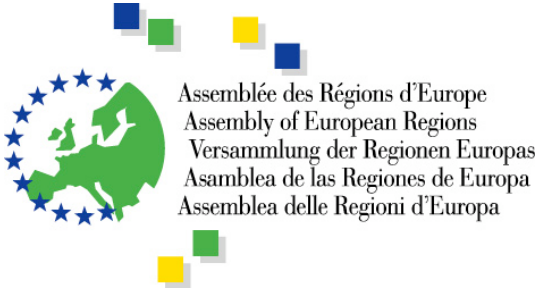 Assemblée des Régions d'Europe
Assembly of European Regions
Versammlung der Regionen Europas
Asamblea de las Regiones de Europa
Assemblea delle Regioni d'Europa